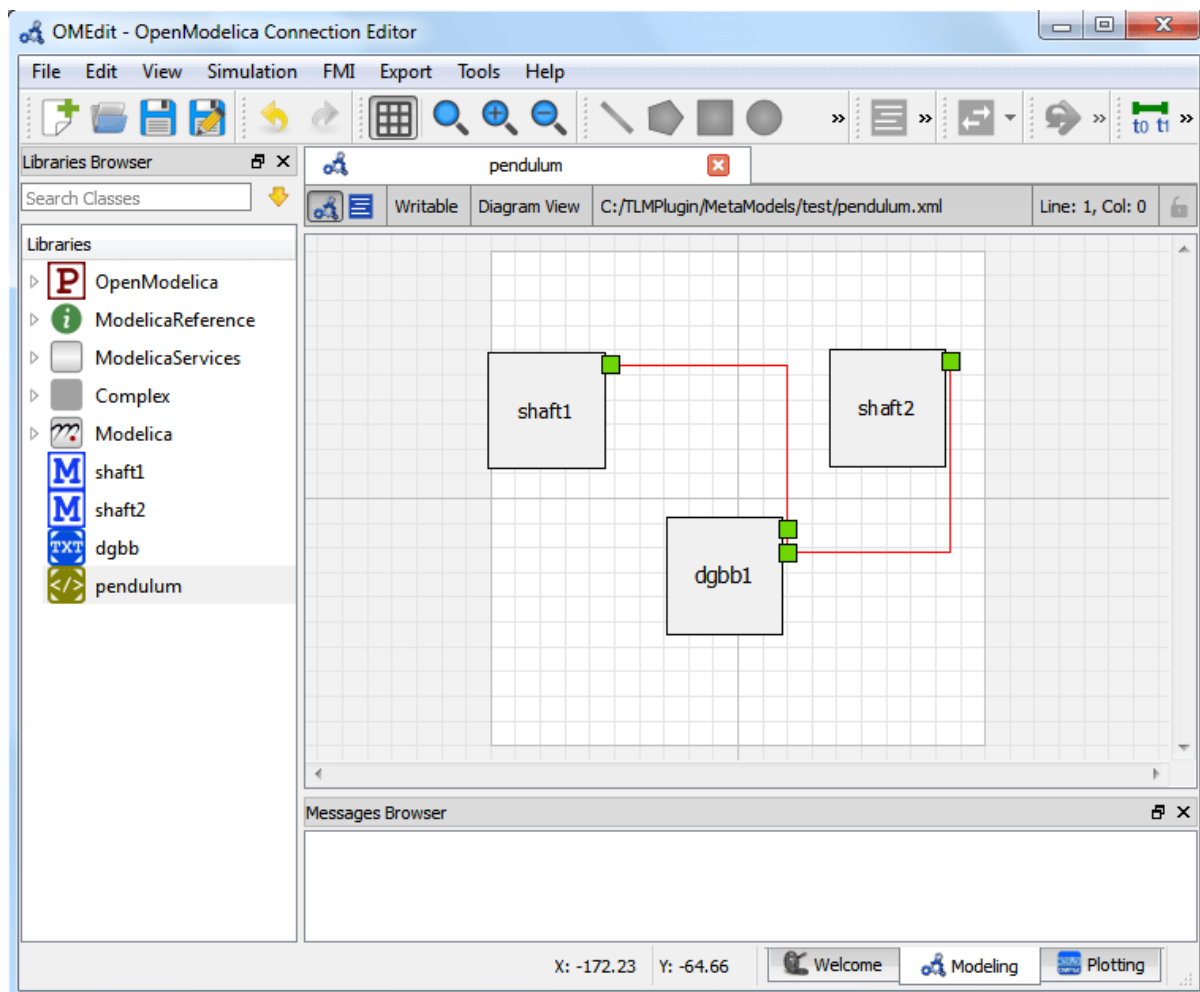 OMEdit - OpenModelica Connection Editor
File Edit View Simulation FMI Export Tools Help
» » » t0 t1 »
Libraries Browser
pendulum
Search Classes
Writable Diagram View C:/TLMPlugin/MetaModels/test/pendulum.xml Line: 1, Col: 0
Libraries
P OpenModelica
i ModelicaReference
ModelicaServices
Complex
m Modelica
M shaft1
M shaft2
TXT dgbb
</> pendulum
shaft1
shaft2
dgbb1
Messages Browser
X: -172.23 Y: -64.66 Welcome Modeling Plotting